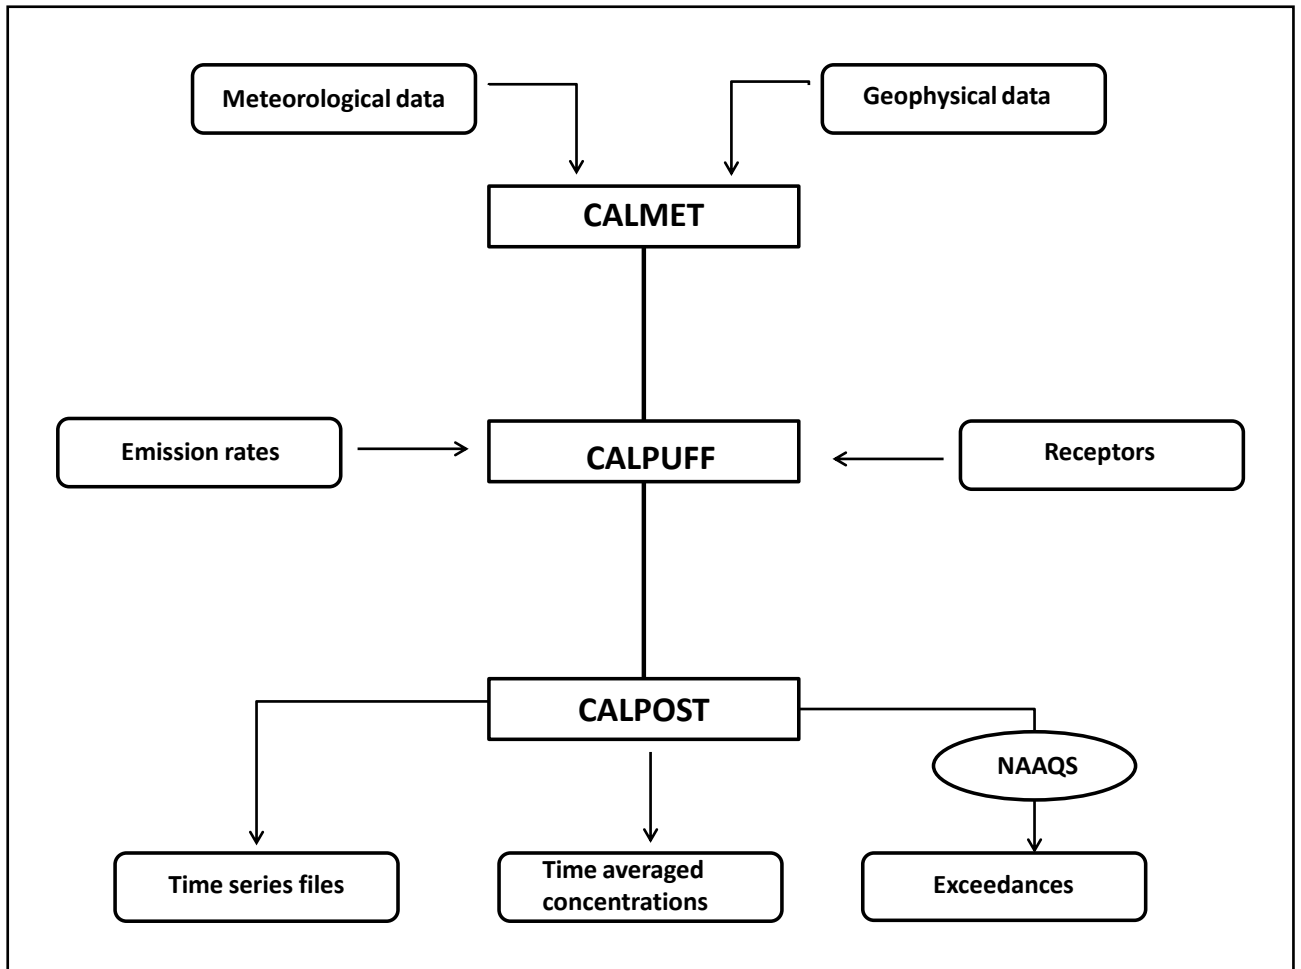 Meteorological data
Geophysical data
CALMET
Emission rates
CALPUFF
Receptors
CALPOST
NAAQS
Time series files
Time averaged
concentrations
Exceedances